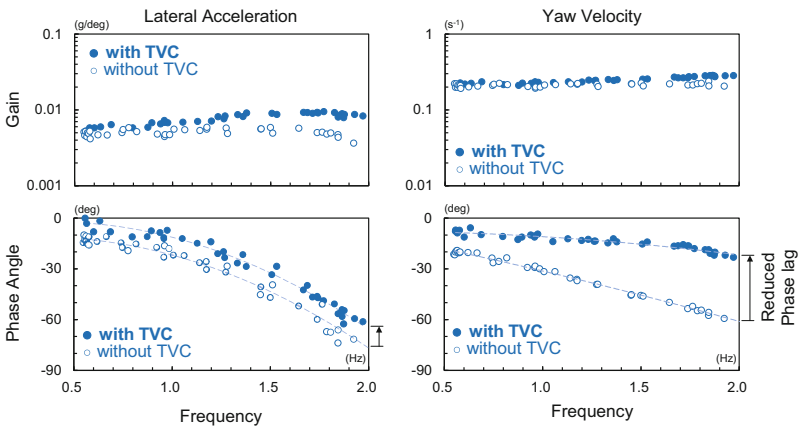 Lateral Acceleration
Yaw Velocity
(g/deg)
0.1
0.01
0.001
Gain
with TVC
without TVC
(s-1)
1
0.1
0.01
with TVC
without TVC
(deg)
0
-30
-60
-90
Phase Angle
with TVC
without TVC
(Hz)
0.5
1.0
1.5
2.0
Frequency
(deg)
0
-30
-60
-90
with TVC
without TVC
(Hz)
0.5
1.0
1.5
2.0
Frequency
Reduced
Phase lag